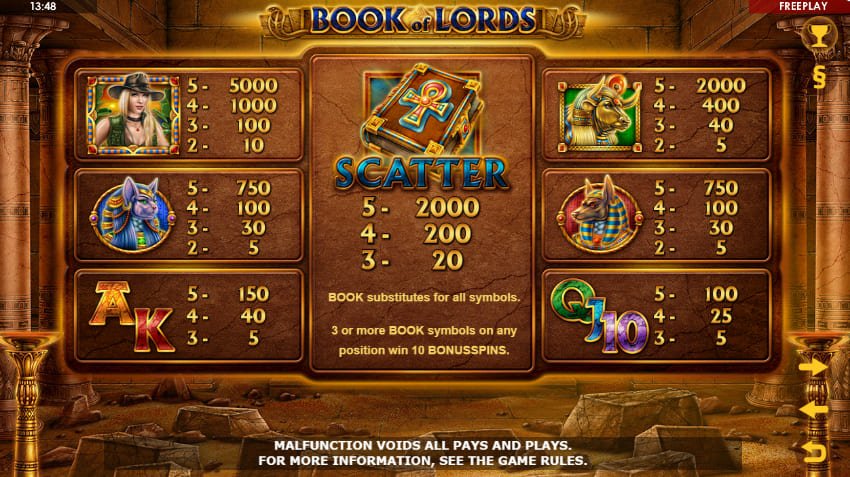 13:48
FREEPLAY
BOOK of LORDS
§
5 - 5000
4 - 1000
3 - 100
2 - 10
SCATTER
5 - 2000
4 - 200
3 - 20
BOOK substitutes for all symbols.
3 or more BOOK symbols on any
position win 10 BONUSSPINS.
5 - 2000
4 - 400
3 - 40
2 - 5
5 - 750
4 - 100
3 - 30
2 - 5
5 - 750
4 - 100
3 - 30
2 - 5
A K
5 - 150
4 - 40
3 - 5
Q J 10
5 - 100
4 - 25
3 - 5
MALFUNCTION VOIDS ALL PAYS AND PLAYS.
FOR MORE INFORMATION, SEE THE GAME RULES.